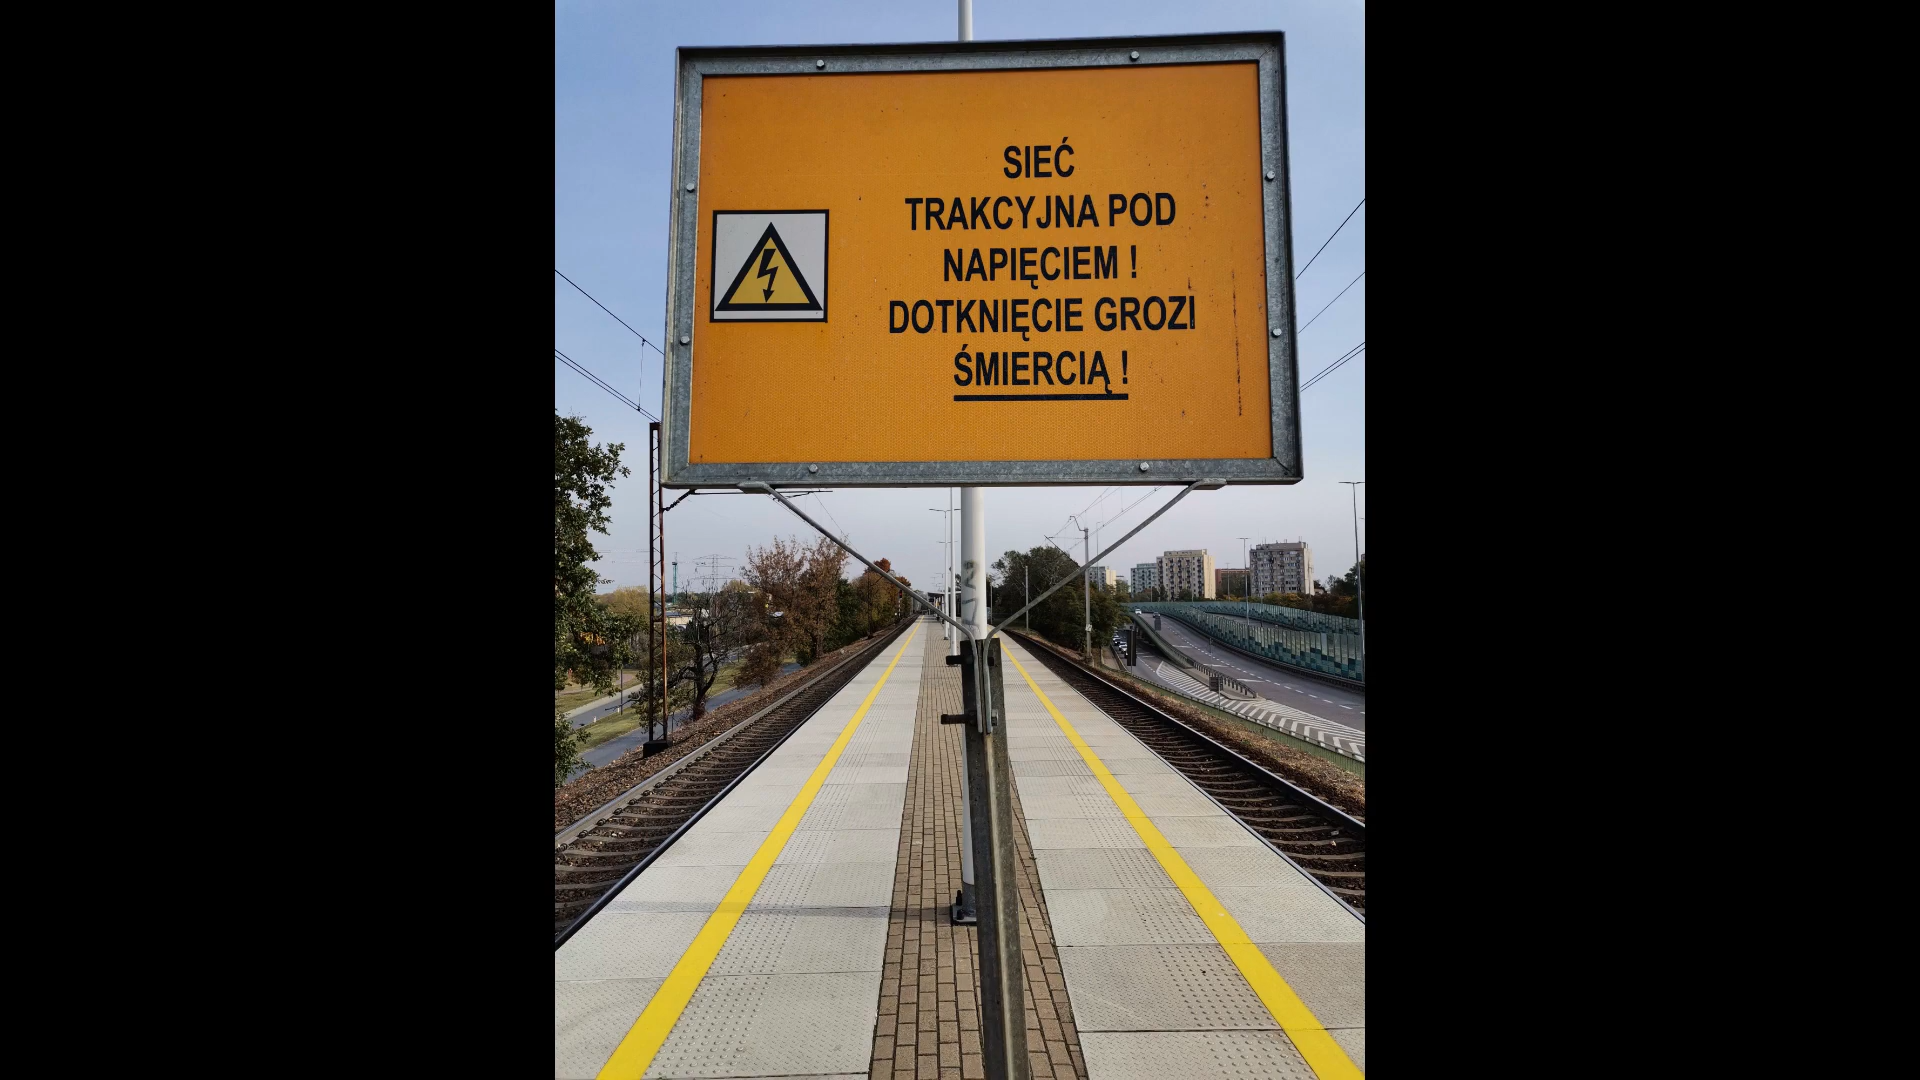 SIEĆ
TRAKCYJNA POD
NAPIĘCIEM !
DOTKNIĘCIE GROZI
ŚMIERCIĄ !